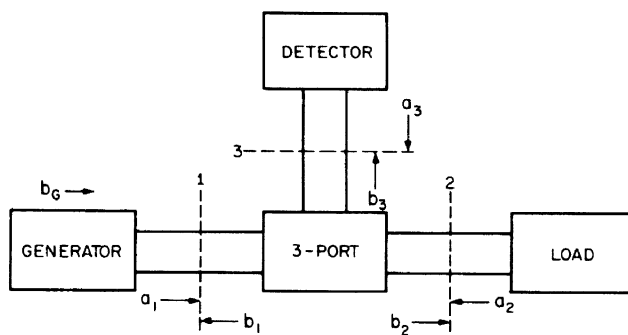 DETECTOR
a3
3
b3
bG
1
2
GENERATOR
3-PORT
LOAD
a1
b1
b2
a2